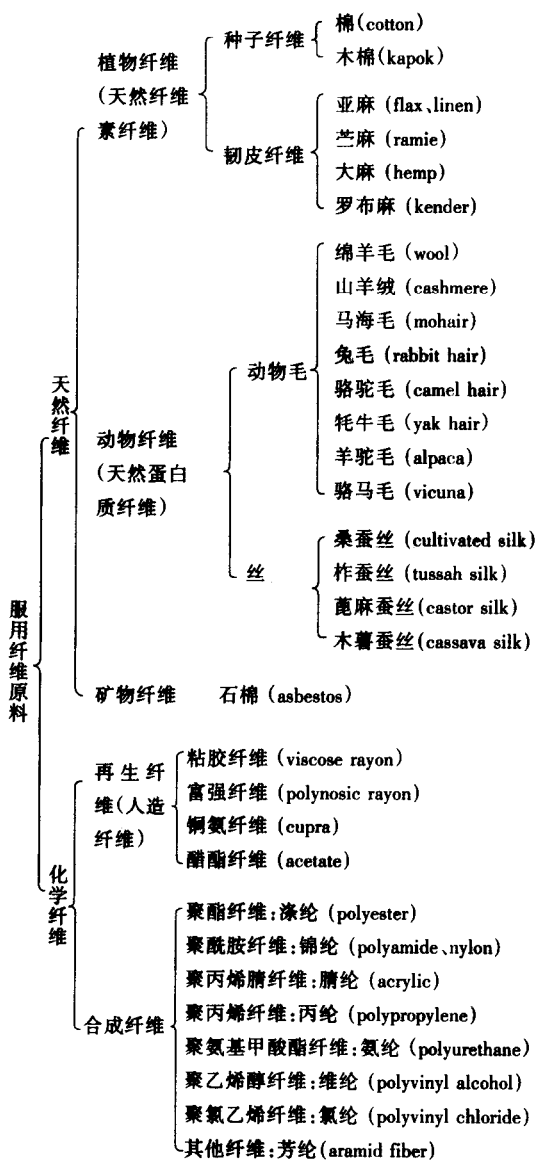 服用纤维原料
天然纤维
植物纤维
(天然纤维
素纤维)
种子纤维
棉(cotton)
木棉(kapok)
韧皮纤维
亚麻 (flax、linen)
苎麻 (ramie)
大麻 (hemp)
罗布麻 (kender)
动物纤维
(天然蛋白
质纤维)
动物毛
绵羊毛 (wool)
山羊绒 (cashmere)
马海毛 (mohair)
兔毛 (rabbit hair)
骆驼毛 (camel hair)
牦牛毛 (yak hair)
羊驼毛 (alpaca)
骆马毛 (vicuna)
丝
桑蚕丝 (cultivated silk)
柞蚕丝 (tussah silk)
蓖麻蚕丝 (castor silk)
木薯蚕丝(cassava silk)
矿物纤维 石棉 (asbestos)
化学纤维
再生纤
维(人造
纤维)
粘胶纤维 (viscose rayon)
富强纤维 (polynosic rayon)
铜氨纤维 (cupra)
醋酯纤维 (acetate)
合成纤维
聚酯纤维:涤纶 (polyester)
聚酰胺纤维:锦纶 (polyamide、nylon)
聚丙烯腈纤维:腈纶 (acrylic)
聚丙烯纤维:丙纶 (polypropylene)
聚氨基甲酸酯纤维:氨纶 (polyurethane)
聚乙烯醇纤维:维纶 (polyvinyl alcohol)
聚氯乙烯纤维:氯纶 (polyvinyl chloride)
其他纤维:芳纶(aramid fiber)